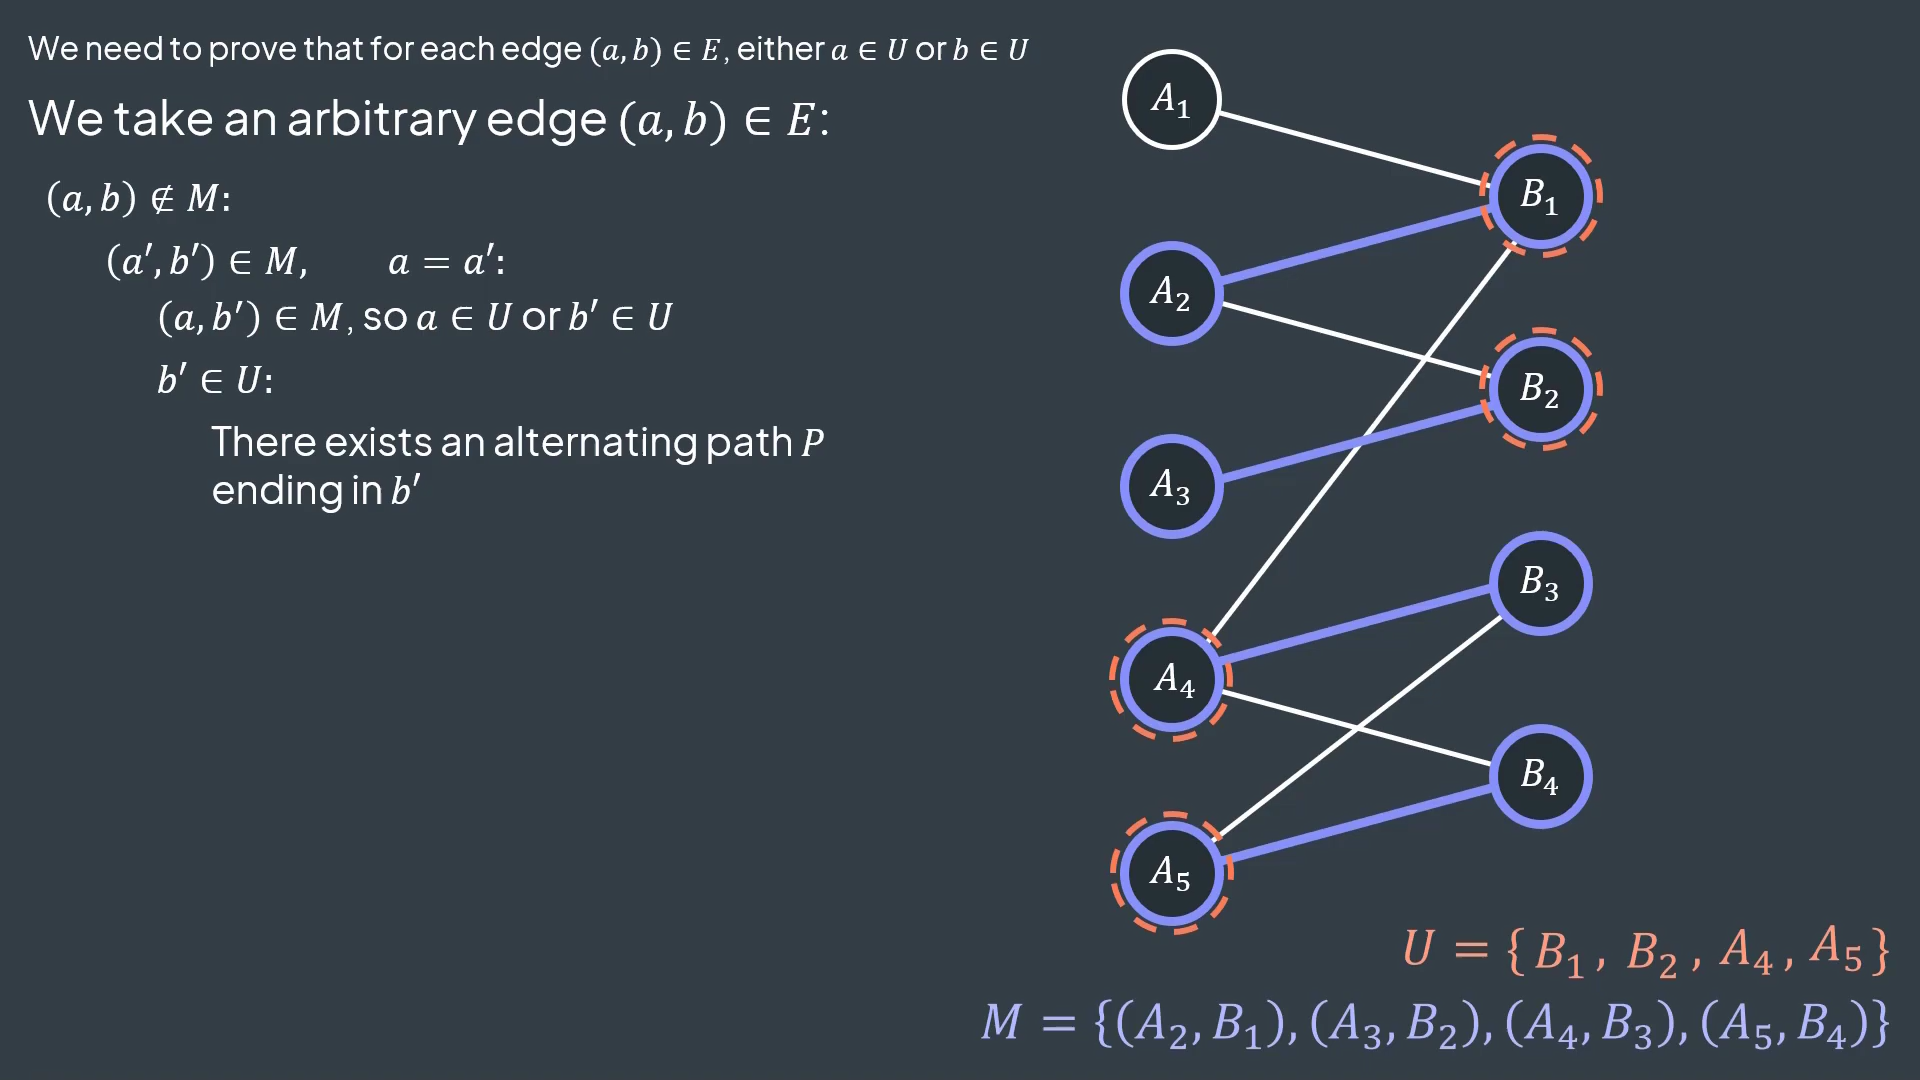 We need to prove that for each edge (a, b) ∈ E, either a ∈ U or b ∈ U
We take an arbitrary edge (a, b) ∈ E:
(a, b) ∉ M:
(a′, b′) ∈ M, a = a′:
(a, b′) ∈ M, so a ∈ U or b′ ∈ U
b′ ∈ U:
There exists an alternating path P
ending in b′
A₁
B₁
A₂
B₂
A₃
B₃
A₄
B₄
A₅
U = {B₁, B₂, A₄, A₅}
M = {(A₂, B₁), (A₃, B₂), (A₄, B₃), (A₅, B₄)}